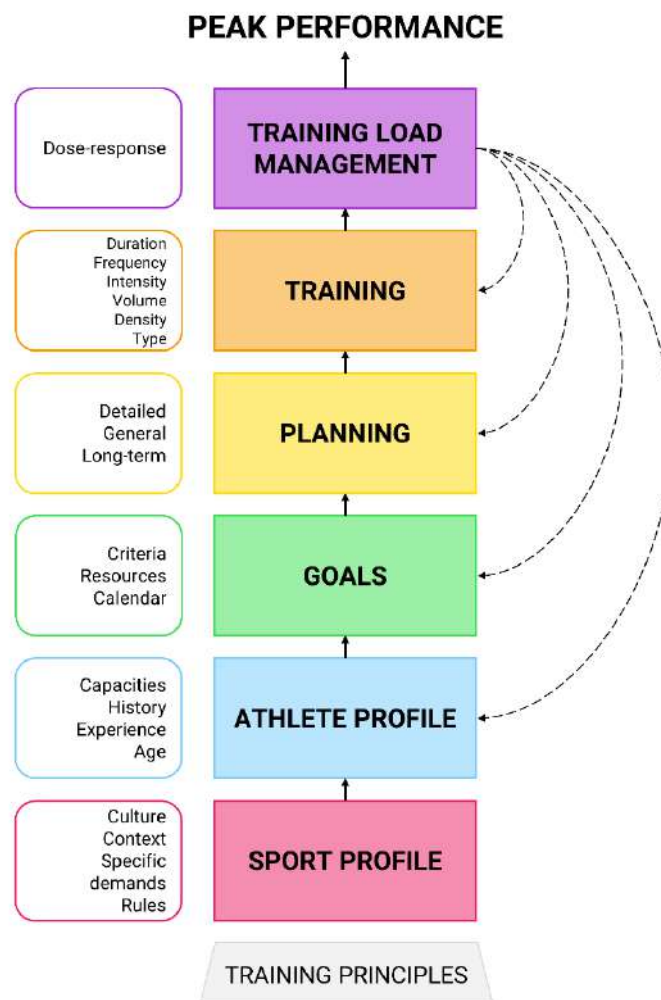 PEAK PERFORMANCE
Dose-response
TRAINING LOAD
MANAGEMENT
Duration
Frequency
Intensity
Volume
Density
Type
TRAINING
Detailed
General
Long-term
PLANNING
Criteria
Resources
Calendar
GOALS
Capacities
History
Experience
Age
ATHLETE PROFILE
Culture
Context
Specific
demands
Rules
SPORT PROFILE
TRAINING PRINCIPLES